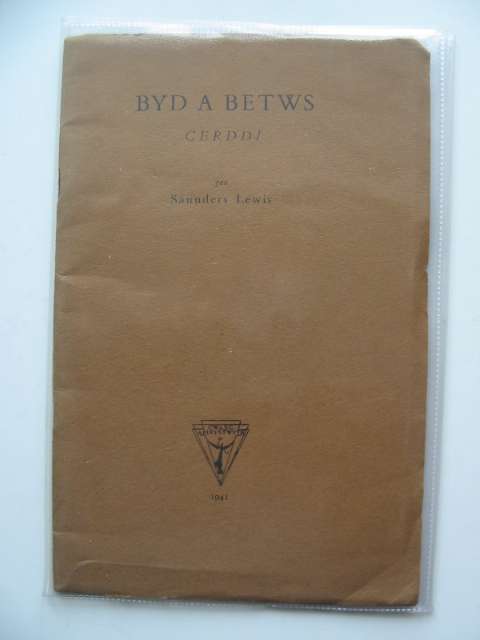 BYD A BETWS
CERDDI
gan
Saunders Lewis
1941